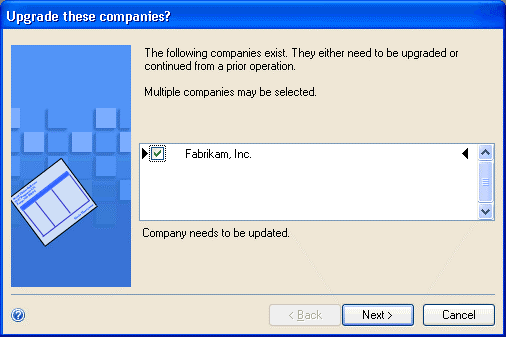 Upgrade these companies?
The following companies exist. They either need to be upgraded or
continued from a prior operation.
Multiple companies may be selected.
Fabrikam, Inc.
Company needs to be updated.
?
< Back
Next >
Cancel